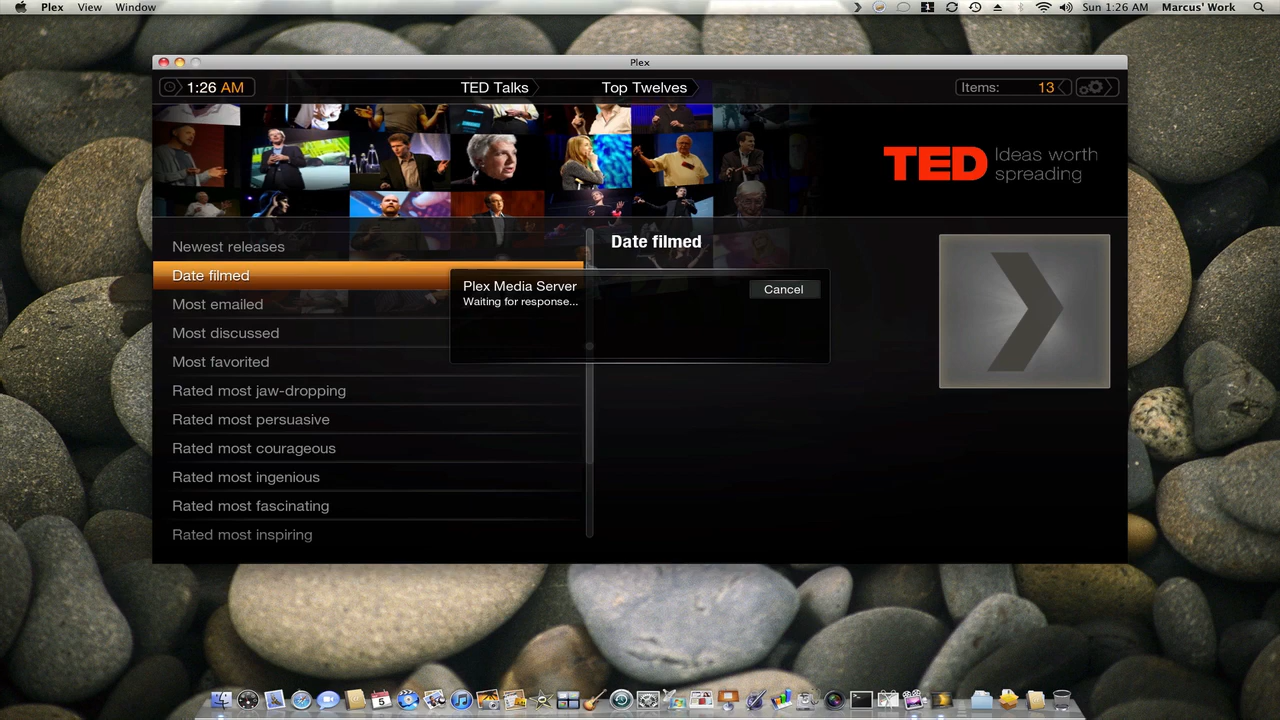 Plex View Window
1 Sun 1:26 AM Marcus' Work
Plex
1:26 AM TED Talks Top Twelves Items: 13
TED Ideas worth
spreading
Newest releases
Date filmed
Most emailed
Most discussed
Most favorited
Rated most jaw-dropping
Rated most persuasive
Rated most courageous
Rated most ingenious
Rated most fascinating
Rated most inspiring
Date filmed
Plex Media Server
Waiting for response...
Cancel
5